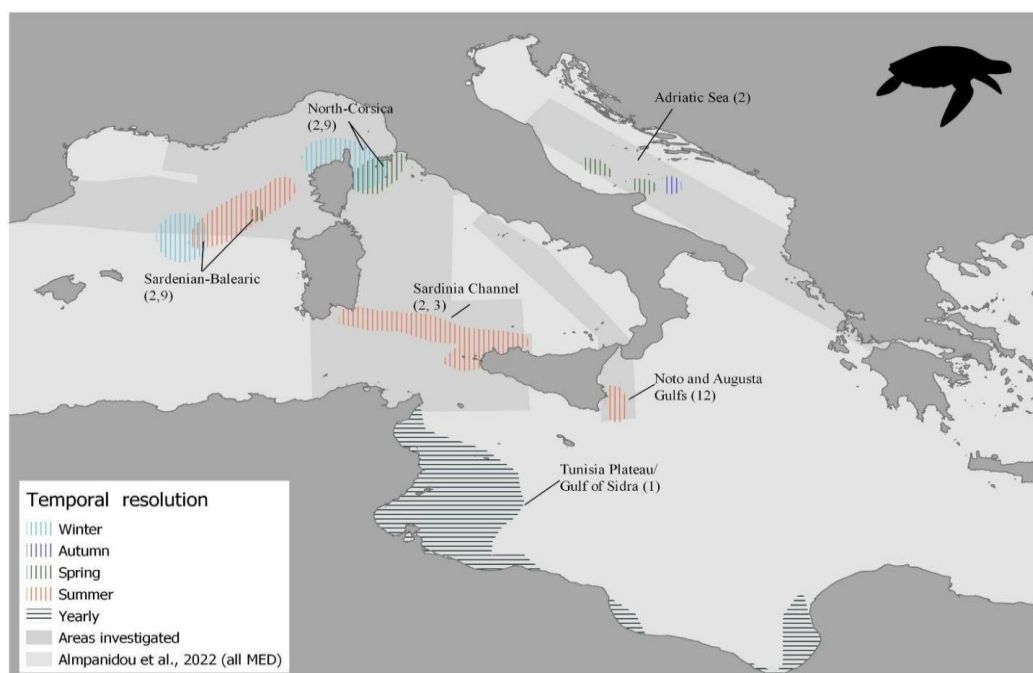 North-Corsica
(2,9)
Adriatic Sea (2)
Sardenian-Balearic
(2,9)
Sardinia Channel
(2, 3)
Noto and Augusta
Gulfs (12)
Tunisia Plateau/
Gulf of Sidra (1)
Temporal resolution
Winter
Autumn
Spring
Summer
Yearly
Areas investigated
Almpanidou et al., 2022 (all MED)